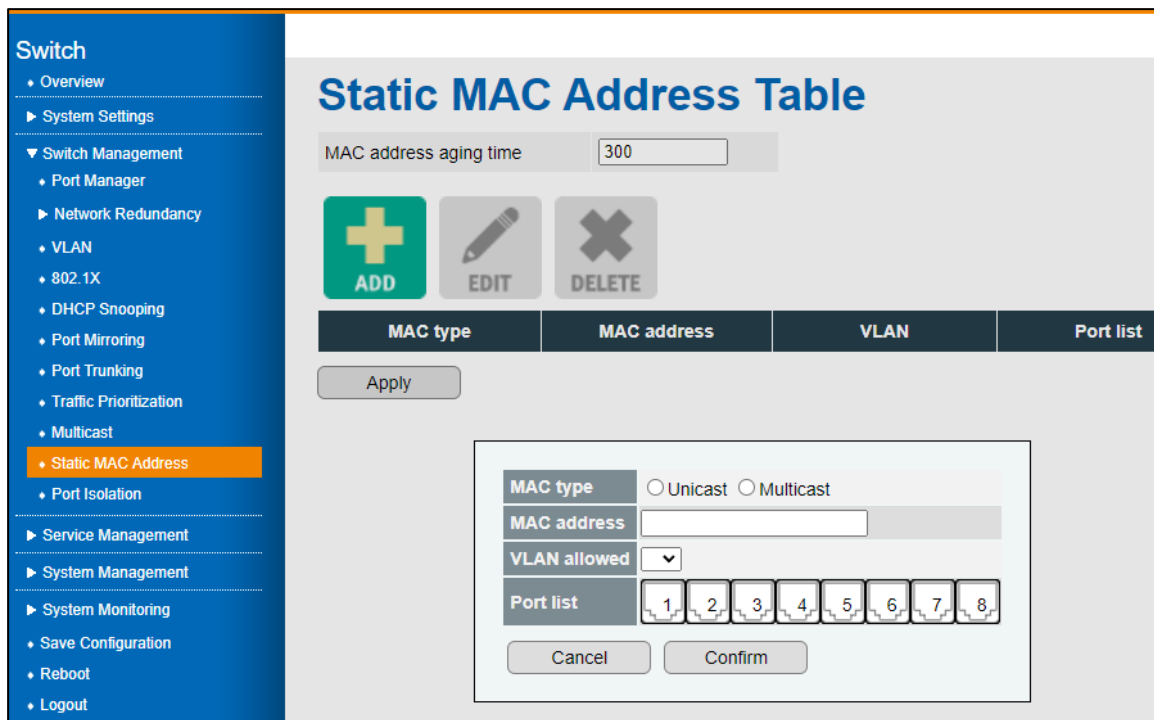 Switch
Overview
System Settings
Switch Management
Port Manager
Network Redundancy
VLAN
802.1X
DHCP Snooping
Port Mirroring
Port Trunking
Traffic Prioritization
Multicast
Static MAC Address
Port Isolation
Service Management
System Management
System Monitoring
Save Configuration
Reboot
Logout
Static MAC Address Table
MAC address aging time 300
ADD EDIT DELETE
MAC type MAC address VLAN Port list
Apply
MAC type Unicast Multicast
MAC address
VLAN allowed
Port list 1 2 3 4 5 6 7 8
Cancel Confirm